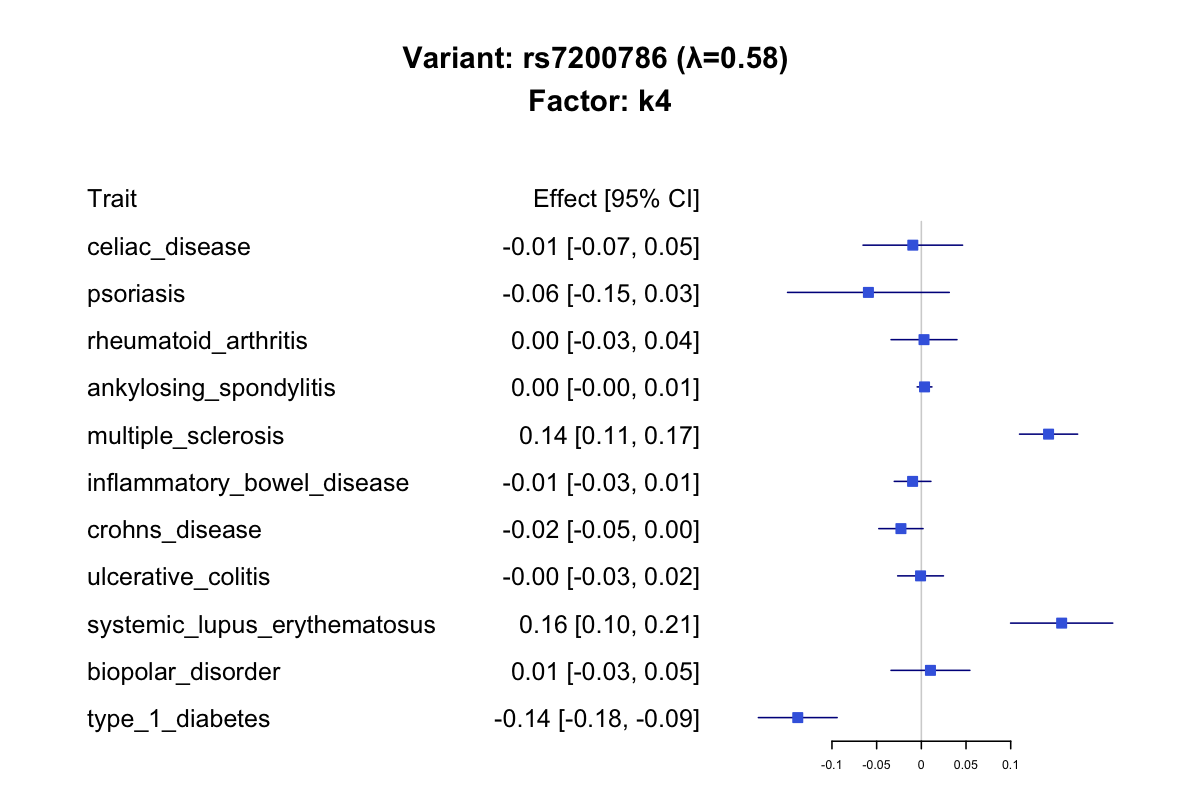 Variant: rs7200786 (λ=0.58)
Factor: k4
Trait Effect [95% CI]
celiac_disease -0.01 [-0.07, 0.05]
psoriasis -0.06 [-0.15, 0.03]
rheumatoid_arthritis 0.00 [-0.03, 0.04]
ankylosing_spondylitis 0.00 [-0.00, 0.01]
multiple_sclerosis 0.14 [0.11, 0.17]
inflammatory_bowel_disease -0.01 [-0.03, 0.01]
crohns_disease -0.02 [-0.05, 0.00]
ulcerative_colitis -0.00 [-0.03, 0.02]
systemic_lupus_erythematosus 0.16 [0.10, 0.21]
biopolar_disorder 0.01 [-0.03, 0.05]
type_1_diabetes -0.14 [-0.18, -0.09]
-0.1 -0.05 0 0.05 0.1